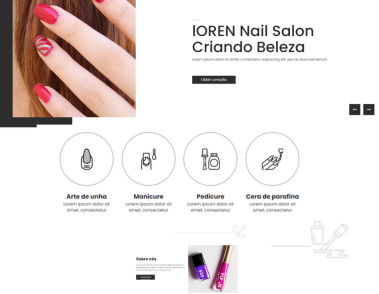 lOREN Nail Salon
Criando Beleza
Lorem ipsum dolor sit amet, consectetur adipiscing elit, sed do eiusmod tempo
Obter consulta
Arte de unha
Lorem ipsum dolor sit
amet, consectetur
Manicure
Lorem ipsum dolor sit
amet, consectetur
Pedicure
Lorem ipsum dolor sit
amet, consectetur
Cera de parafina
Lorem ipsum dolor sit
amet, consectetur
Sobre nós